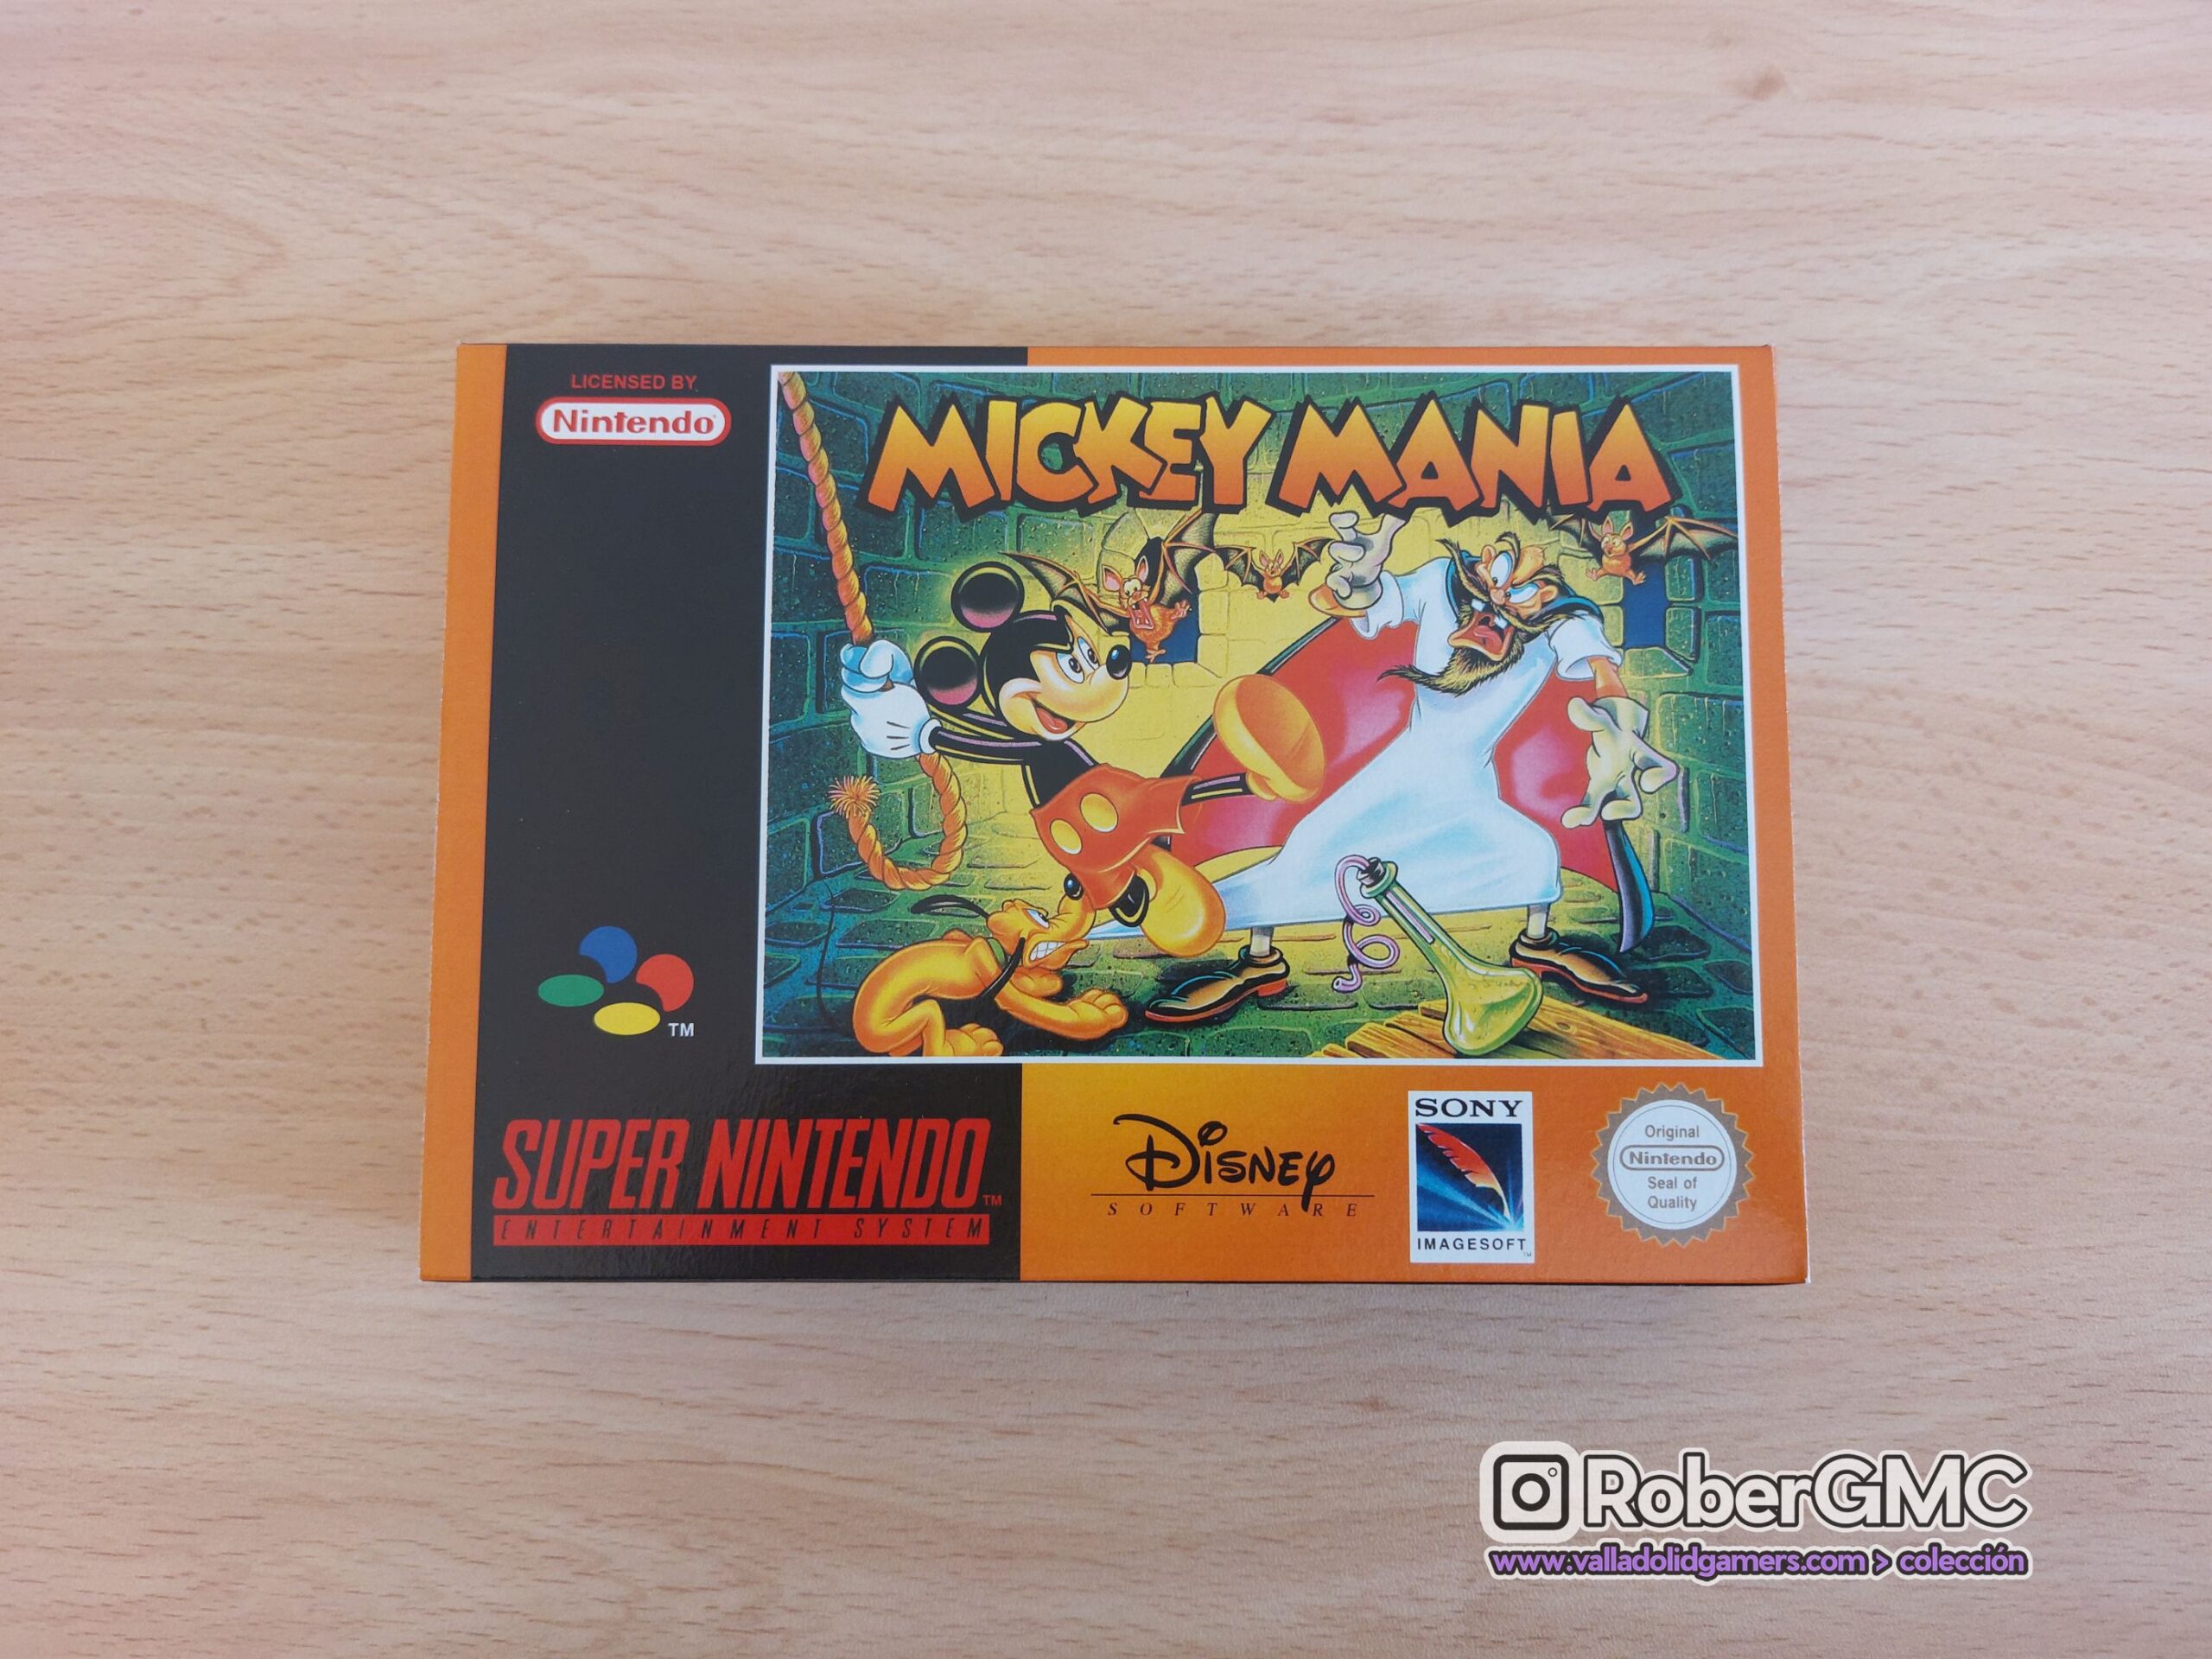 LICENSED BY
Nintendo
MICKEY MANIA
TM
SUPER NINTENDO TM
ENTERTAINMENT SYSTEM
DISNEY
SOFTWARE
SONY
IMAGESOFT TM
Original
Nintendo
Seal of
Quality
RoberGMC
www.valladolidgamers.com > colección